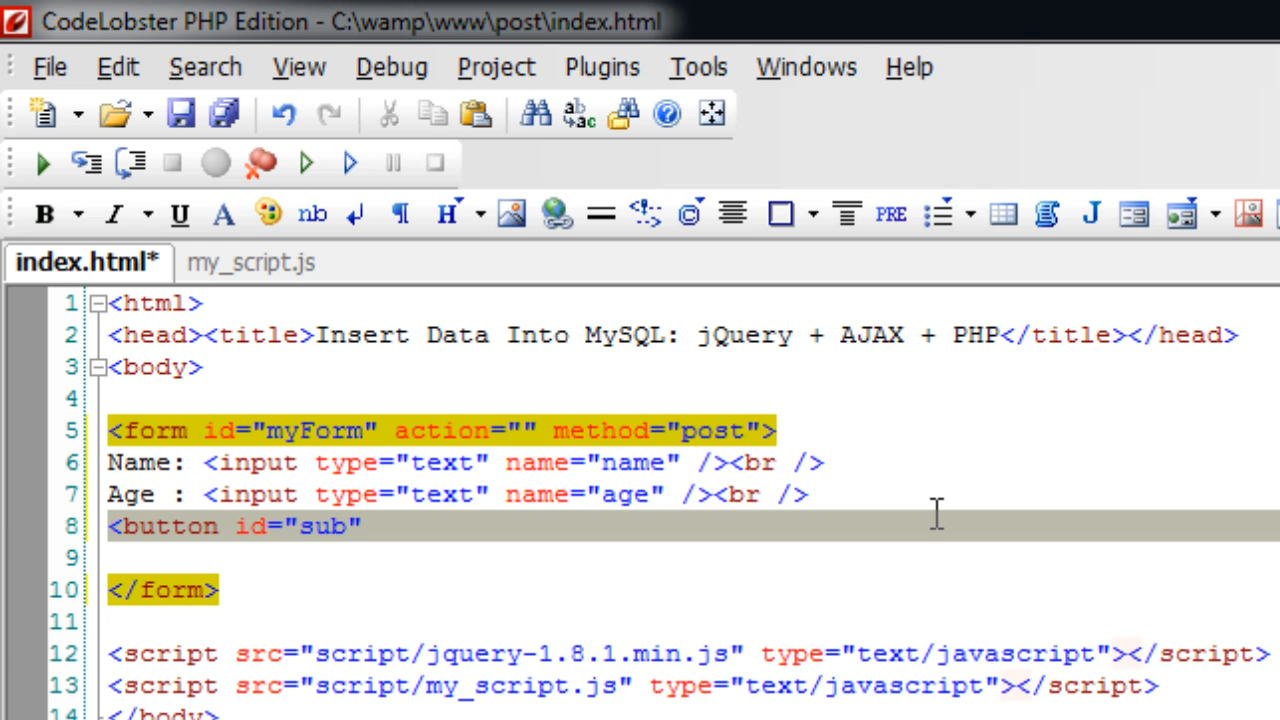 CodeLobster PHP Edition - C:\wamp\www\post\index.html
File Edit Search View Debug Project Plugins Tools Windows Help
ab
ac
B I U A nb H © PRE J
index.html* my_script.js
1 <html>
2 <head><title>Insert Data Into MySQL: jQuery + AJAX + PHP</title></head>
3 <body>
4
5 <form id="myForm" action="" method="post">
6 Name: <input type="text" name="name" /><br />
7 Age : <input type="text" name="age" /><br />
8 <button id="sub"
9
10 </form>
11
12 <script src="script/jquery-1.8.1.min.js" type="text/javascript"></script>
13 <script src="script/my_script.js" type="text/javascript"></script>
14 </body>